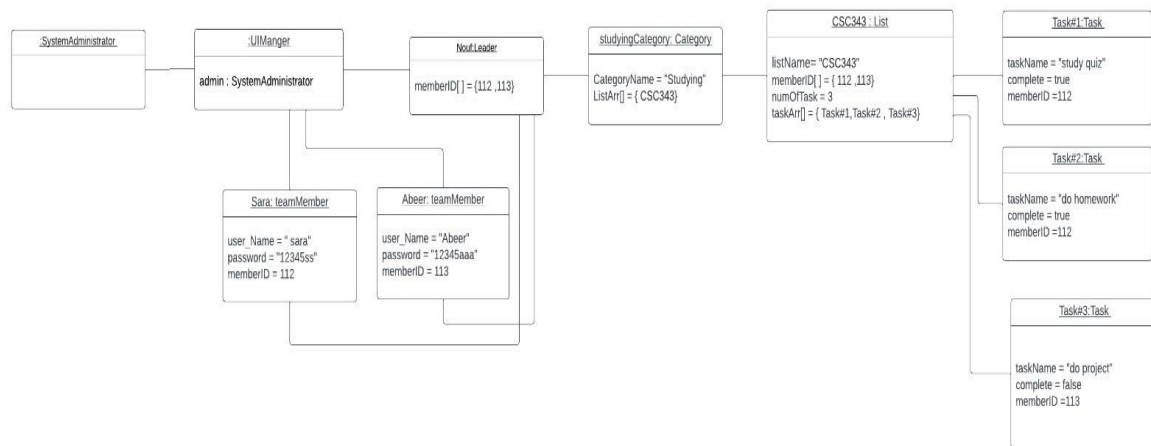 :SystemAdministrator
:UIManger
admin : SystemAdministrator
Nouf:Leader
memberID[ ] = {112 ,113}
studyingCategory: Category
CategoryName = "Studying"
ListArr[] = { CSC343}
CSC343 : List
listName= "CSC343"
memberID[ ] = { 112 ,113}
numOfTask = 3
taskArr[] = { Task#1,Task#2 , Task#3}
Task#1:Task
taskName = "study quiz"
complete = true
memberID =112
Task#2:Task
taskName = "do homework"
complete = true
memberID =112
Sara: teamMember
user_Name = " sara"
password = "12345ss"
memberID = 112
Abeer: teamMember
user_Name = "Abeer"
password = "12345aaa"
memberID = 113
Task#3:Task
taskName = "do project"
complete = false
memberID =113